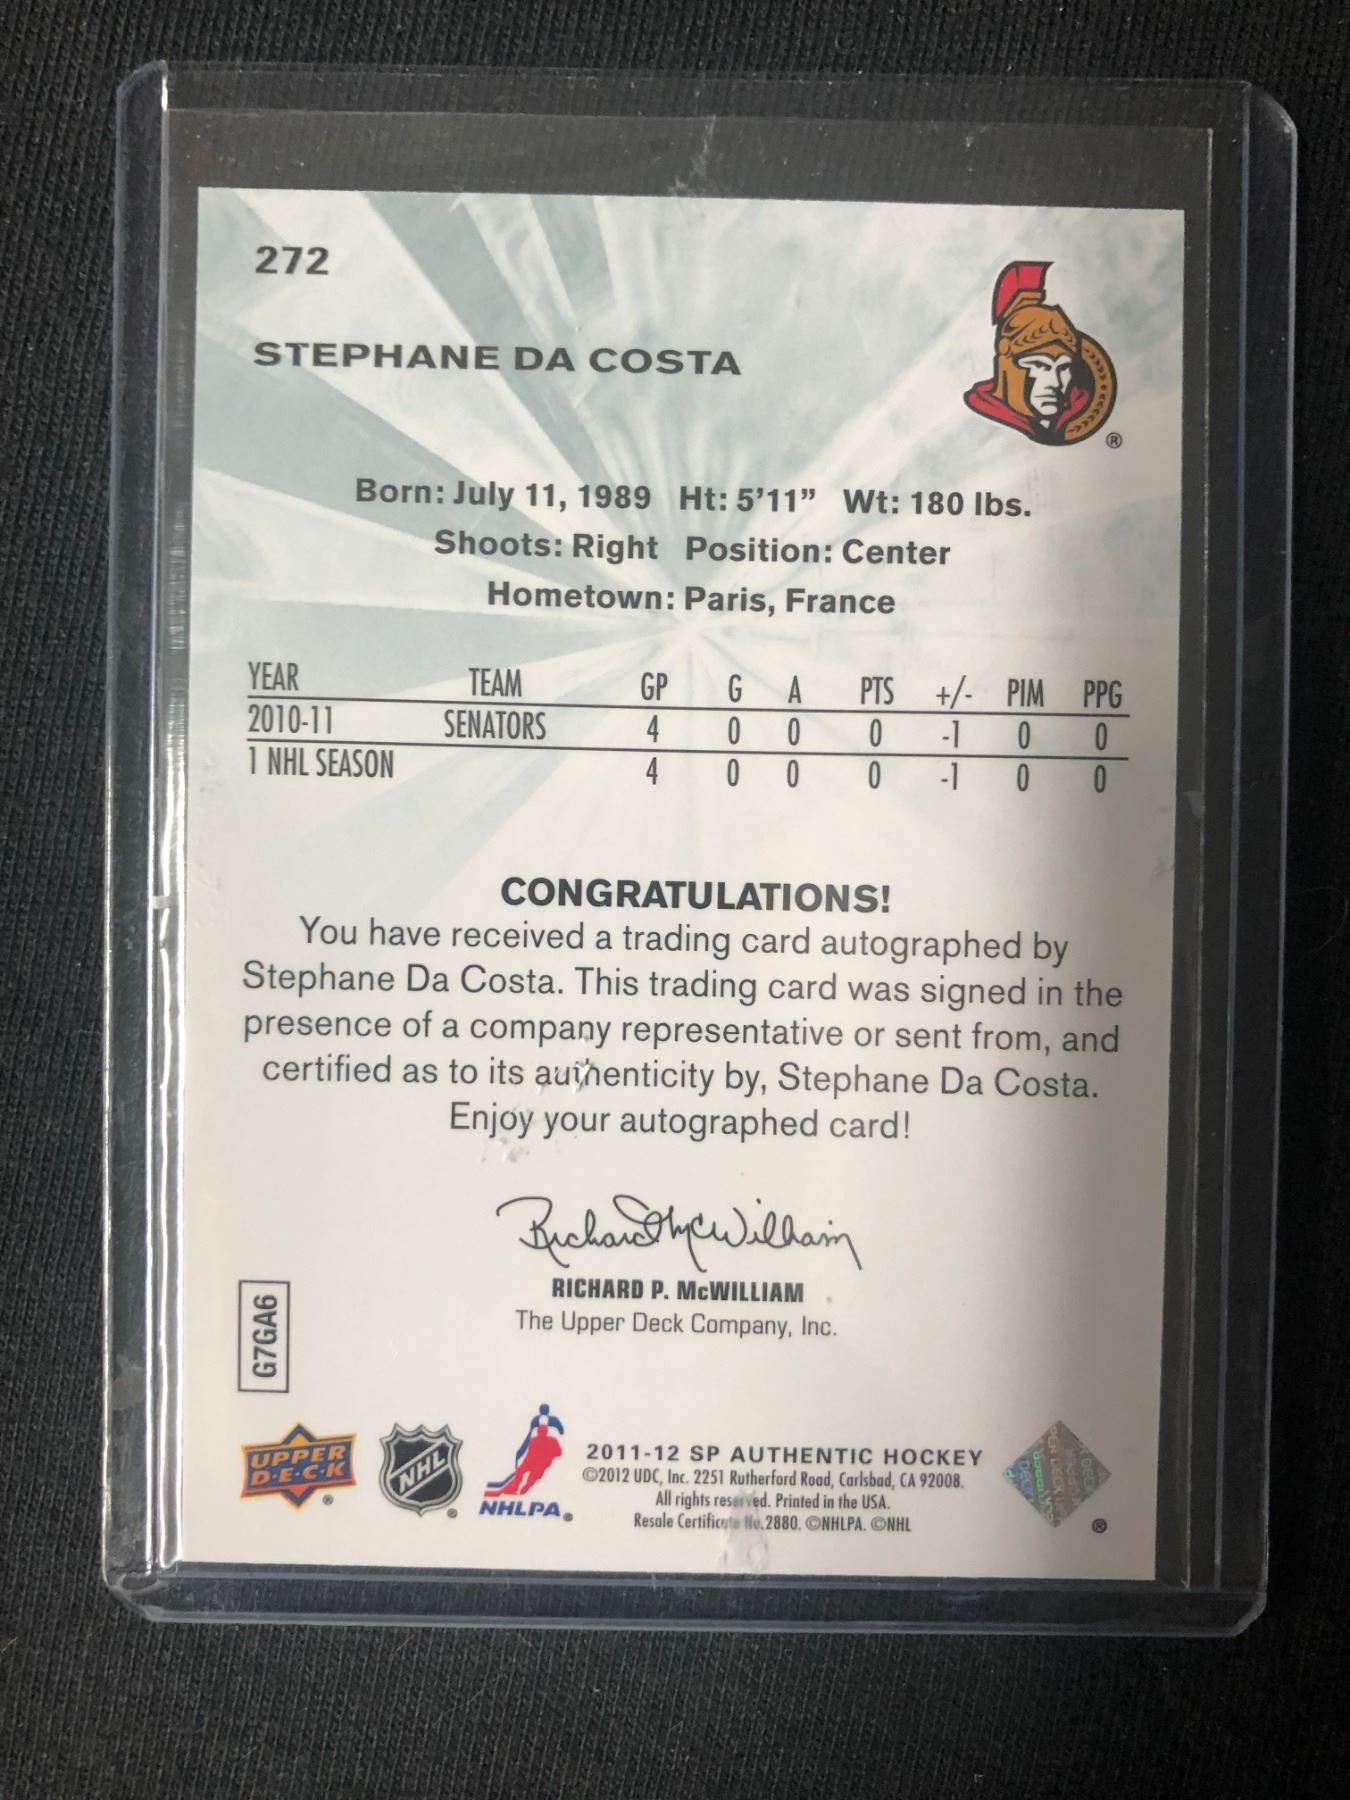 272
STEPHANE DA COSTA
®
Born: July 11, 1989 Ht: 5’11” Wt: 180 lbs.
Shoots: Right Position: Center
Hometown: Paris, France
YEAR TEAM GP G A PTS +/- PIM PPG
2010-11 SENATORS 4 0 0 0 -1 0 0
1 NHL SEASON 4 0 0 0 -1 0 0
CONGRATULATIONS!
You have received a trading card autographed by
Stephane Da Costa. This trading card was signed in the
presence of a company representative or sent from, and
certified as to its authenticity by, Stephane Da Costa.
Enjoy your autographed card!
Richard McWilliam
RICHARD P. McWILLIAM
The Upper Deck Company, Inc.
G7GA6
UPPER
D·E·C·K
®
NHL
®
NHLPA®
2011-12 SP AUTHENTIC HOCKEY
©2012 UDC, Inc. 2251 Rutherford Road, Carlsbad, CA 92008.
All rights reserved. Printed in the USA.
Resale Certificate No.2880. ©NHLPA. ©NHL
®